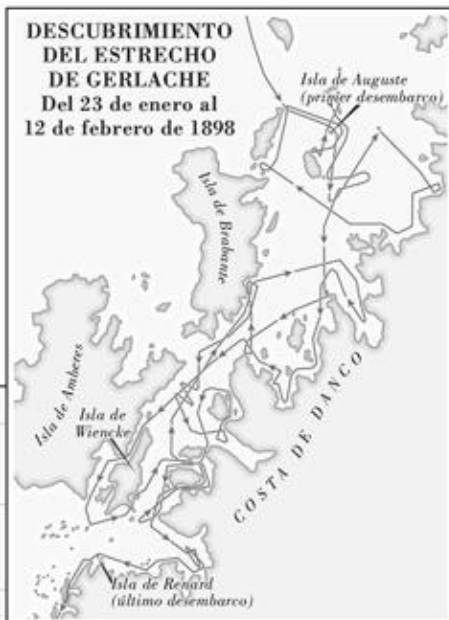 DESCUBRIMIENTO
DEL ESTRECHO
DE GERLACHE
Del 23 de enero al
12 de febrero de 1898
Isla de Auguste
(primer desembarco)
Isla de Brabante
Isla de Amberes
Isla de
Wiencke
COSTA DE DANCO
Isla de Renard
(último desembarco)